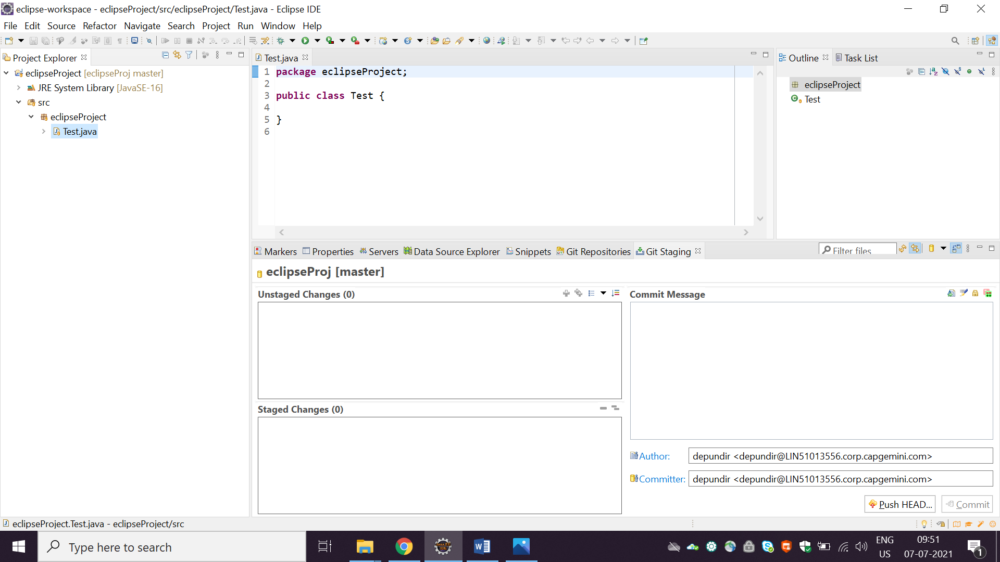 eclipse-workspace - eclipseProject/src/eclipseProject/Test.java - Eclipse IDE
File Edit Source Refactor Navigate Search Project Run Window Help
Project Explorer
eclipseProject [eclipseProj master]
JRE System Library [JavaSE-16]
src
eclipseProject
Test.java
Test.java
1 package eclipseProject;
2
3 public class Test {
4
5 }
6
Outline Task List
eclipseProject
Test
Markers Properties Servers Data Source Explorer Snippets Git Repositories Git Staging Filter files
eclipseProj [master]
Unstaged Changes (0)
Staged Changes (0)
Commit Message
Author: depundir <depundir@LIN51013556.corp.capgemini.com>
Committer: depundir <depundir@LIN51013556.corp.capgemini.com>
Push HEAD... Commit
eclipseProject.Test.java - eclipseProject/src
Type here to search
ENG
US
09:51
07-07-2021
1